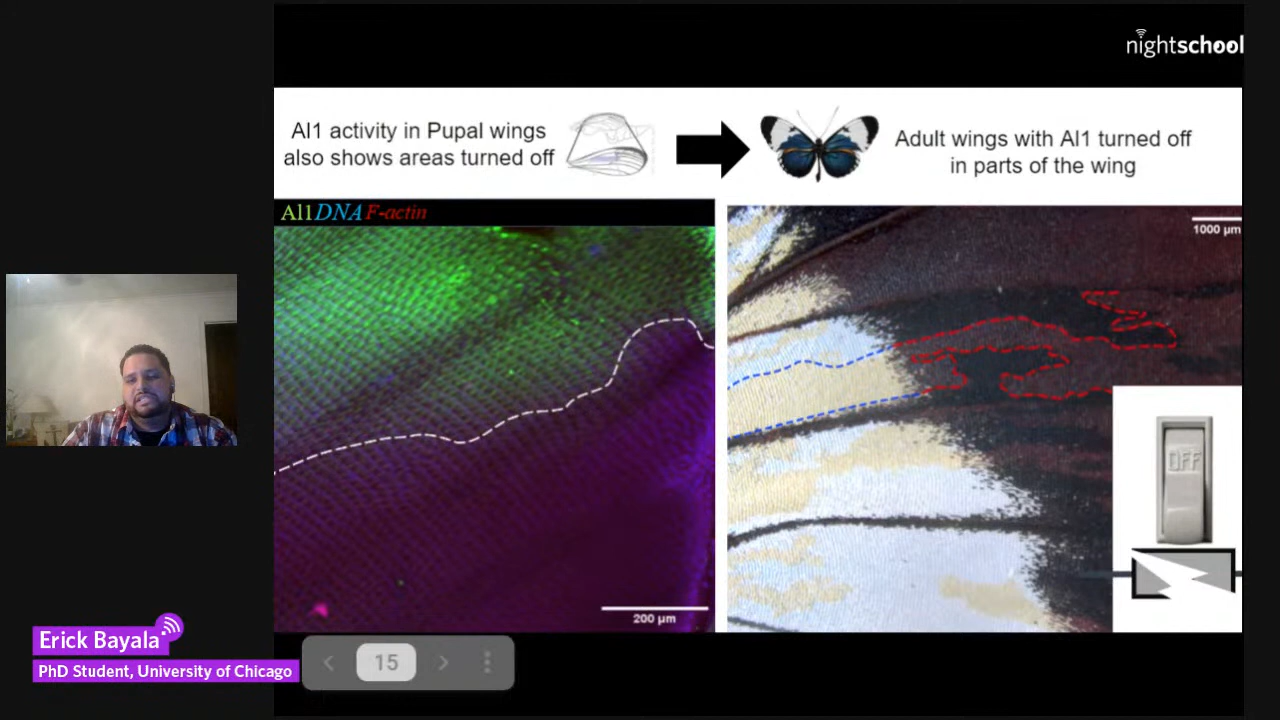 nightschool
Al1 activity in Pupal wings
also shows areas turned off
Adult wings with Al1 turned off
in parts of the wing
Al1 DNA F-actin
1000 µm
OFF
200 µm
Erick Bayala
PhD Student, University of Chicago
15